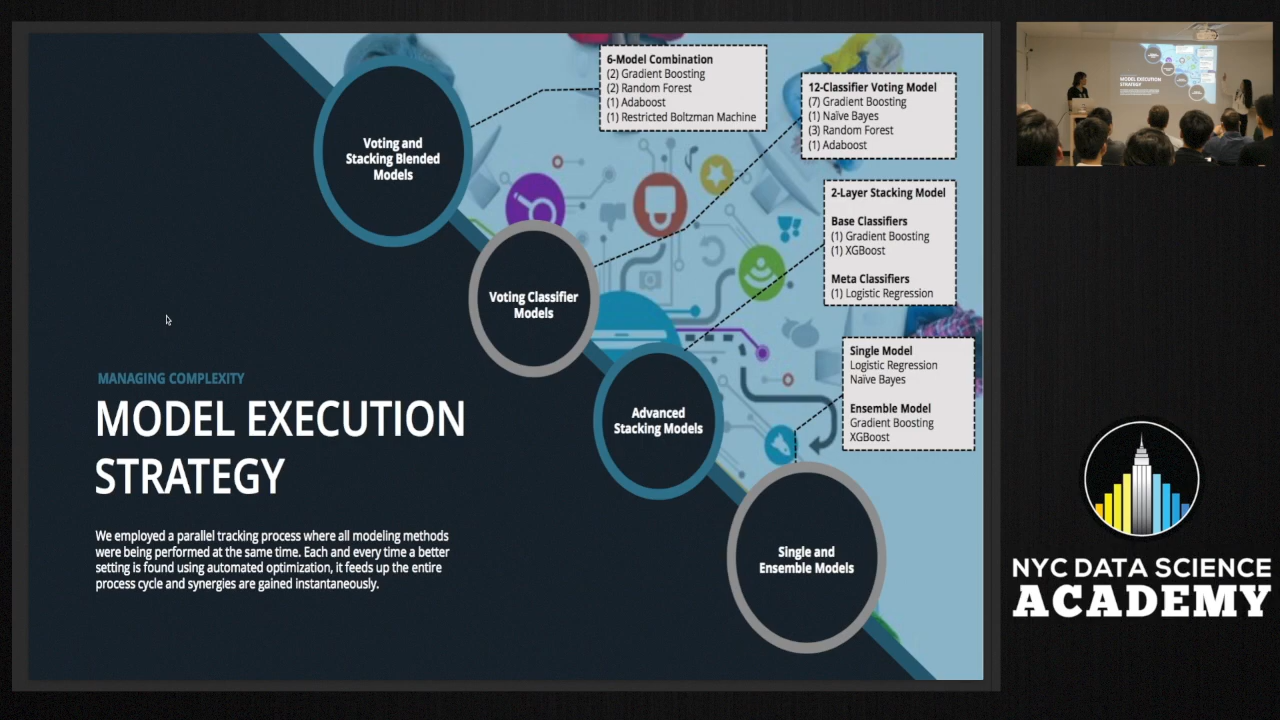 6-Model Combination
(2) Gradient Boosting
(2) Random Forest
(1) Adaboost
(1) Restricted Boltzman Machine
12-Classifier Voting Model
(7) Gradient Boosting
(1) Naïve Bayes
(3) Random Forest
(1) Adaboost
Voting and
Stacking Blended
Models
2-Layer Stacking Model
Base Classifiers
(1) Gradient Boosting
(1) XGBoost
Meta Classifiers
(1) Logistic Regression
Voting Classifier
Models
Single Model
Logistic Regression
Naïve Bayes
Ensemble Model
Gradient Boosting
XGBoost
Advanced
Stacking Models
MANAGING COMPLEXITY
MODEL EXECUTION
STRATEGY
We employed a parallel tracking process where all modeling methods
were being performed at the same time. Each and every time a better
setting is found using automated optimization, it feeds up the entire
process cycle and synergies are gained instantaneously.
Single and
Ensemble Models
MODEL EXECUTION
STRATEGY
NYC DATA SCIENCE
ACADEMY